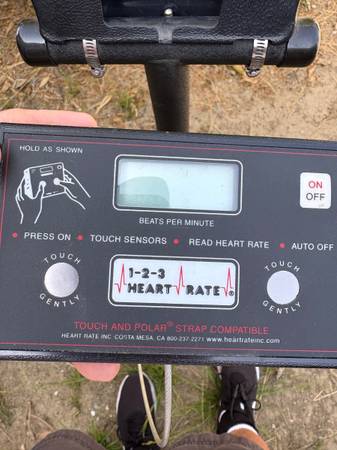 HOLD AS SHOWN
BEATS PER MINUTE
ON
OFF
• PRESS ON • TOUCH SENSORS • READ HEART RATE • AUTO OFF
TOUCH
GENTLY
1-2-3
HEART RATE®
TOUCH
GENTLY
TOUCH AND POLAR® STRAP COMPATIBLE
HEART RATE INC COSTA MESA, CA 800-237-2271 www.heartrateinc.com